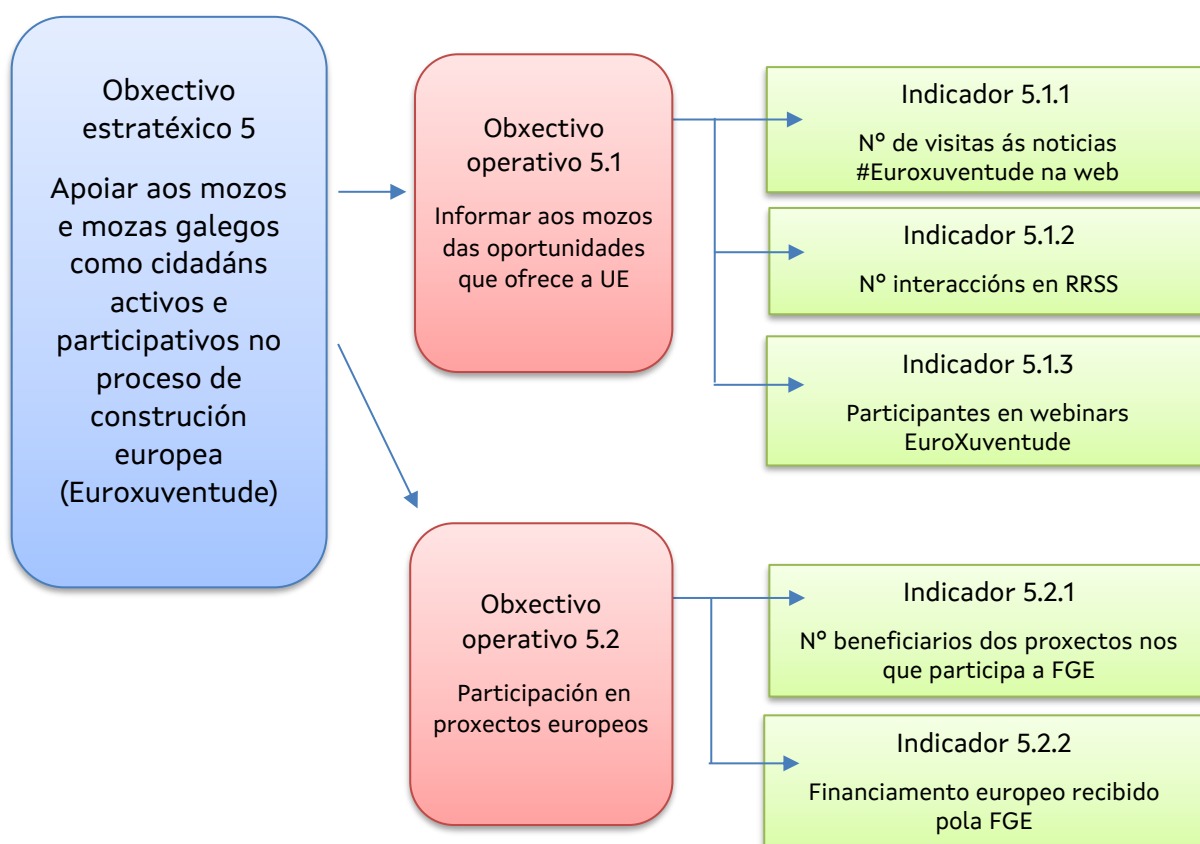 Obxectivo
estratéxico 5
Apoiar aos mozos
e mozas galegos
como cidadáns
activos e
participativos no
proceso de
construción
europea
(Euroxuventude)
Obxectivo
operativo 5.1
Informar aos mozos
das oportunidades
que ofrece a UE
Indicador 5.1.1
Nº de visitas ás noticias
#Euroxuventude na web
Indicador 5.1.2
Nº interaccións en RRSS
Indicador 5.1.3
Participantes en webinars
EuroXuventude
Obxectivo
operativo 5.2
Participación en
proxectos europeos
Indicador 5.2.1
Nº beneficiarios dos proxectos nos
que participa a FGE
Indicador 5.2.2
Financiamento europeo recibido
pola FGE